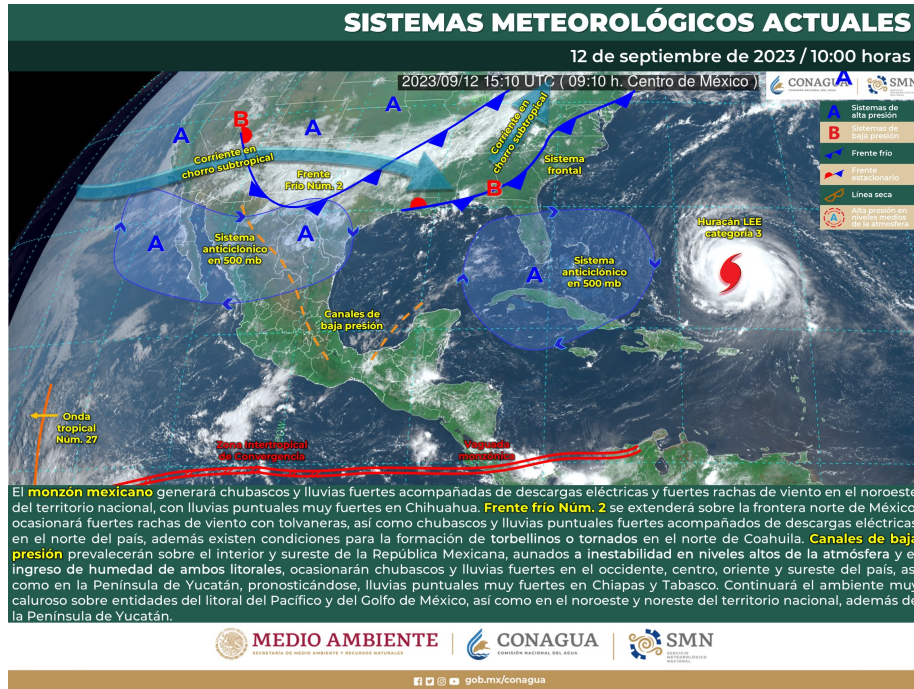 SISTEMAS METEOROLÓGICOS ACTUALES
12 de septiembre de 2023 / 10:00 horas
2023/09/12 15:10 UTC ( 09:10 h. Centro de México )
CONAGUA
COMISIÓN NACIONAL DEL AGUA
SMN
A
A
Sistemas de
alta presión
B
Sistemas de
baja presión
Frente frío
Frente
estacionario
Línea seca
A
Alta presión en
niveles medios
de la atmosfera
A
B
A
A
Corriente en
chorro subtropical
Frente
Frío Núm. 2
Corriente en
chorro subtropical
Sistema
frontal
B
A
Sistema
anticiclónico
en 500 mb
A
Huracán LEE
categoría 3
A
Sistema
anticiclónico
en 500 mb
Canales de
baja presión
Onda
tropical
Núm. 27
Zona Intertropical
de Convergencia
Vaguada
monzónica
El monzón mexicano generará chubascos y lluvias fuertes acompañadas de descargas eléctricas y fuertes rachas de viento en el noroeste
del territorio nacional, con lluvias puntuales muy fuertes en Chihuahua. Frente frío Núm. 2 se extenderá sobre la frontera norte de México,
ocasionará fuertes rachas de viento con tolvaneras, así como chubascos y lluvias puntuales fuertes acompañados de descargas eléctricas
en el norte del país, además existen condiciones para la formación de torbellinos o tornados en el norte de Coahuila. Canales de baja
presión prevalecerán sobre el interior y sureste de la República Mexicana, aunados a inestabilidad en niveles altos de la atmósfera y e
ingreso de humedad de ambos litorales, ocasionarán chubascos y lluvias fuertes en el occidente, centro, oriente y sureste del país, as
como en la Península de Yucatán, pronosticándose, lluvias puntuales muy fuertes en Chiapas y Tabasco. Continuará el ambiente muy
caluroso sobre entidades del litoral del Pacífico y del Golfo de México, así como en el noroeste y noreste del territorio nacional, además de
la Península de Yucatán.
MEDIO AMBIENTE
SECRETARÍA DE MEDIO AMBIENTE Y RECURSOS NATURALES
CONAGUA
COMISIÓN NACIONAL DEL AGUA
SMN
SERVICIO
METEOROLÓGICO
NACIONAL
gob.mx/conagua